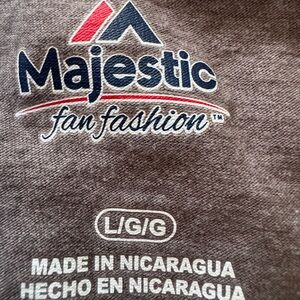 Majestic
fan fashion™
L/G/G
MADE IN NICARAGUA
HECHO EN NICARAGUA